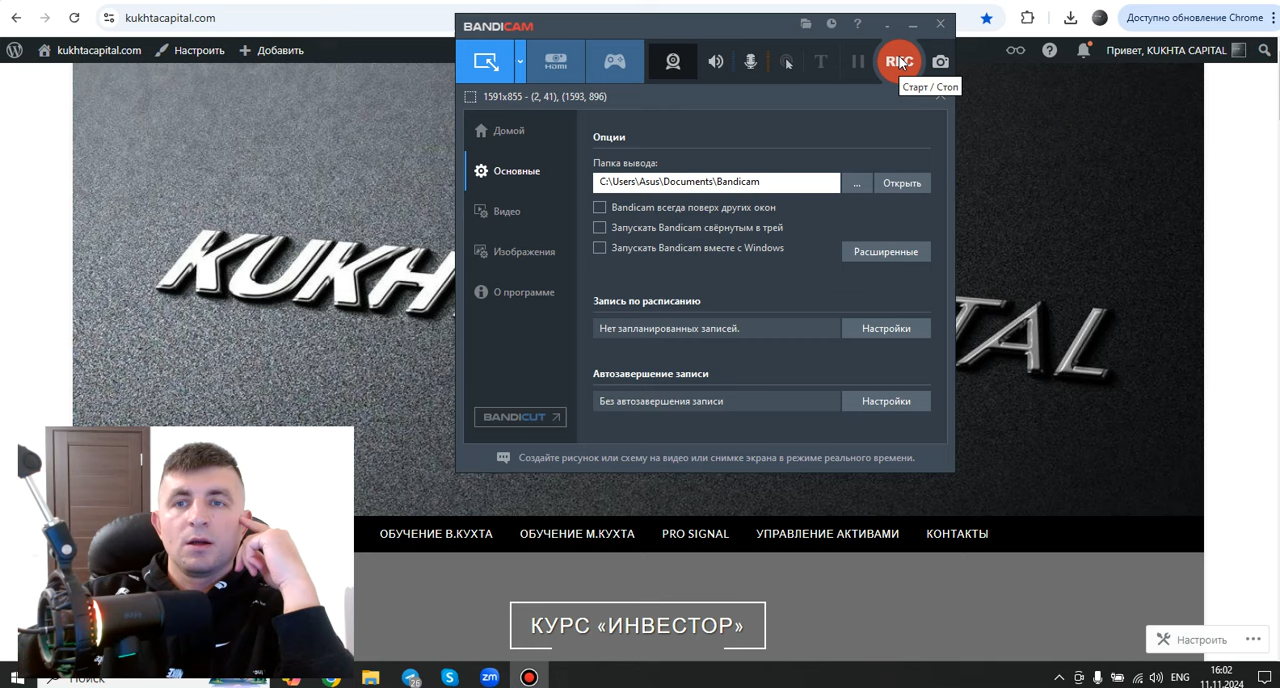 kukhtacapital.com
Доступно обновление Chrome
kukhtacapital.com
Настроить
Добавить
Привет, KUKHTA CAPITAL
BANDICAM
HDMI
T
REC
Старт / Стоп
1591x855 - (2, 41), (1593, 896)
Домой
Основные
Видео
Изображения
О программе
BANDICUT
Опции
Папка вывода:
C:\Users\Asus\Documents\Bandicam
...
Открыть
Bandicam всегда поверх других окон
Запускать Bandicam свёрнутым в трей
Запускать Bandicam вместе с Windows
Расширенные
Запись по расписанию
Нет запланированных записей.
Настройки
Автозавершение записи
Без автозавершения записи
Настройки
Создайте рисунок или схему на видео или снимке экрана в режиме реального времени.
KUKH
TAL
ОБУЧЕНИЕ В.КУХТА
ОБУЧЕНИЕ М.КУХТА
PRO SIGNAL
УПРАВЛЕНИЕ АКТИВАМИ
КОНТАКТЫ
КУРС «ИНВЕСТОР»
Настроить
Поиск
26
zm
ENG
16:02
11.11.2024